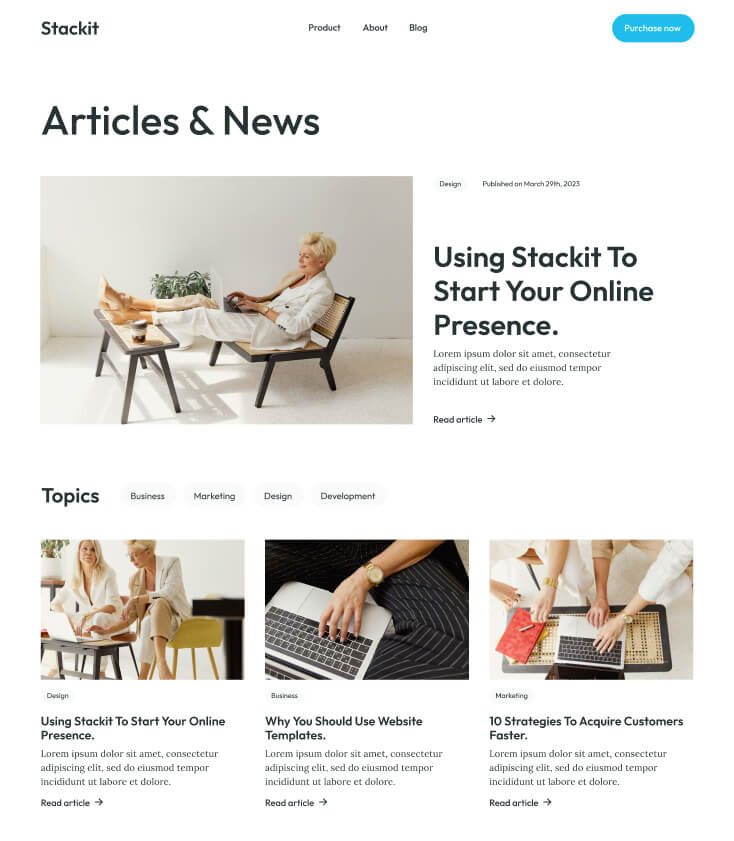 Stackit
Product About Blog
Purchase now
Articles & News
Design Published on March 29th, 2023
Using Stackit To
Start Your Online
Presence.
Lorem ipsum dolor sit amet, consectetur
adipiscing elit, sed do eiusmod tempor
incididunt ut labore et dolore.
Read article →
Topics
Business Marketing Design Development
Design
Using Stackit To Start Your Online
Presence.
Lorem ipsum dolor sit amet, consectetur
adipiscing elit, sed do eiusmod tempor
incididunt ut labore et dolore.
Read article →
Business
Why You Should Use Website
Templates.
Lorem ipsum dolor sit amet, consectetur
adipiscing elit, sed do eiusmod tempor
incididunt ut labore et dolore.
Read article →
Marketing
10 Strategies To Acquire Customers
Faster.
Lorem ipsum dolor sit amet, consectetur
adipiscing elit, sed do eiusmod tempor
incididunt ut labore et dolore.
Read article →